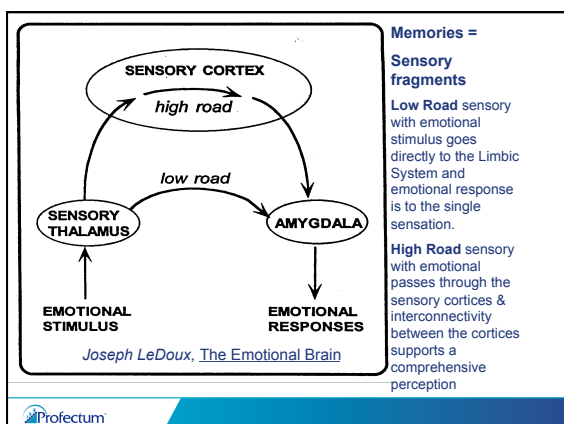 SENSORY CORTEX
high road
low road
SENSORY
THALAMUS
AMYGDALA
EMOTIONAL
STIMULUS
EMOTIONAL
RESPONSES
Joseph LeDoux, The Emotional Brain
Memories =
Sensory
fragments
Low Road sensory
with emotional
stimulus goes
directly to the Limbic
System and
emotional response
is to the single
sensation.
High Road sensory
with emotional
passes through the
sensory cortices &
interconnectivity
between the cortices
supports a
comprehensive
perception
Profectum